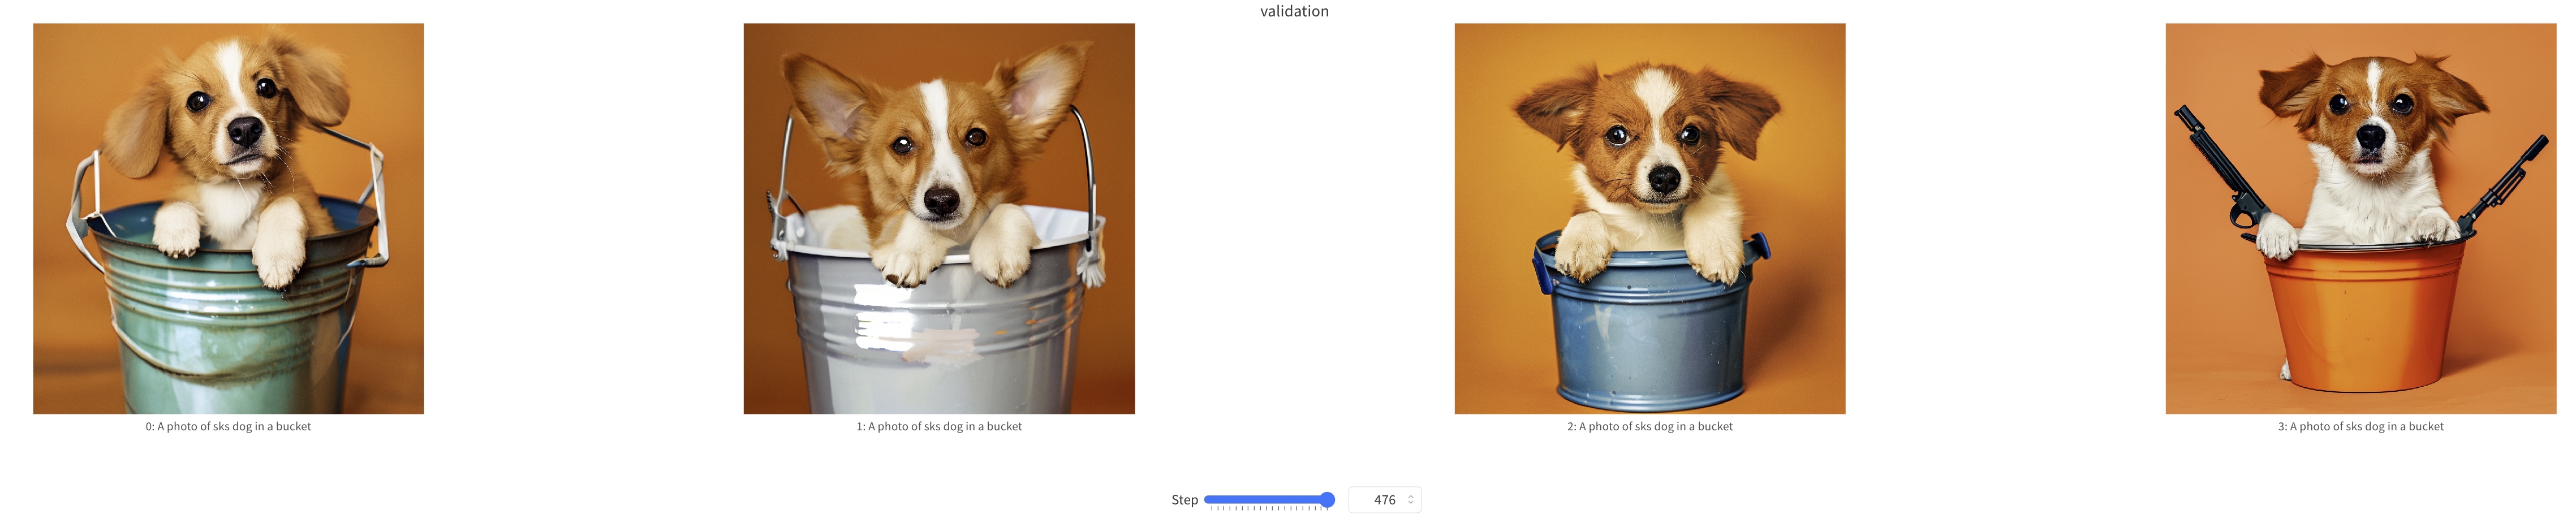 validation
0: A photo of sks dog in a bucket
1: A photo of sks dog in a bucket
2: A photo of sks dog in a bucket
3: A photo of sks dog in a bucket
Step 476